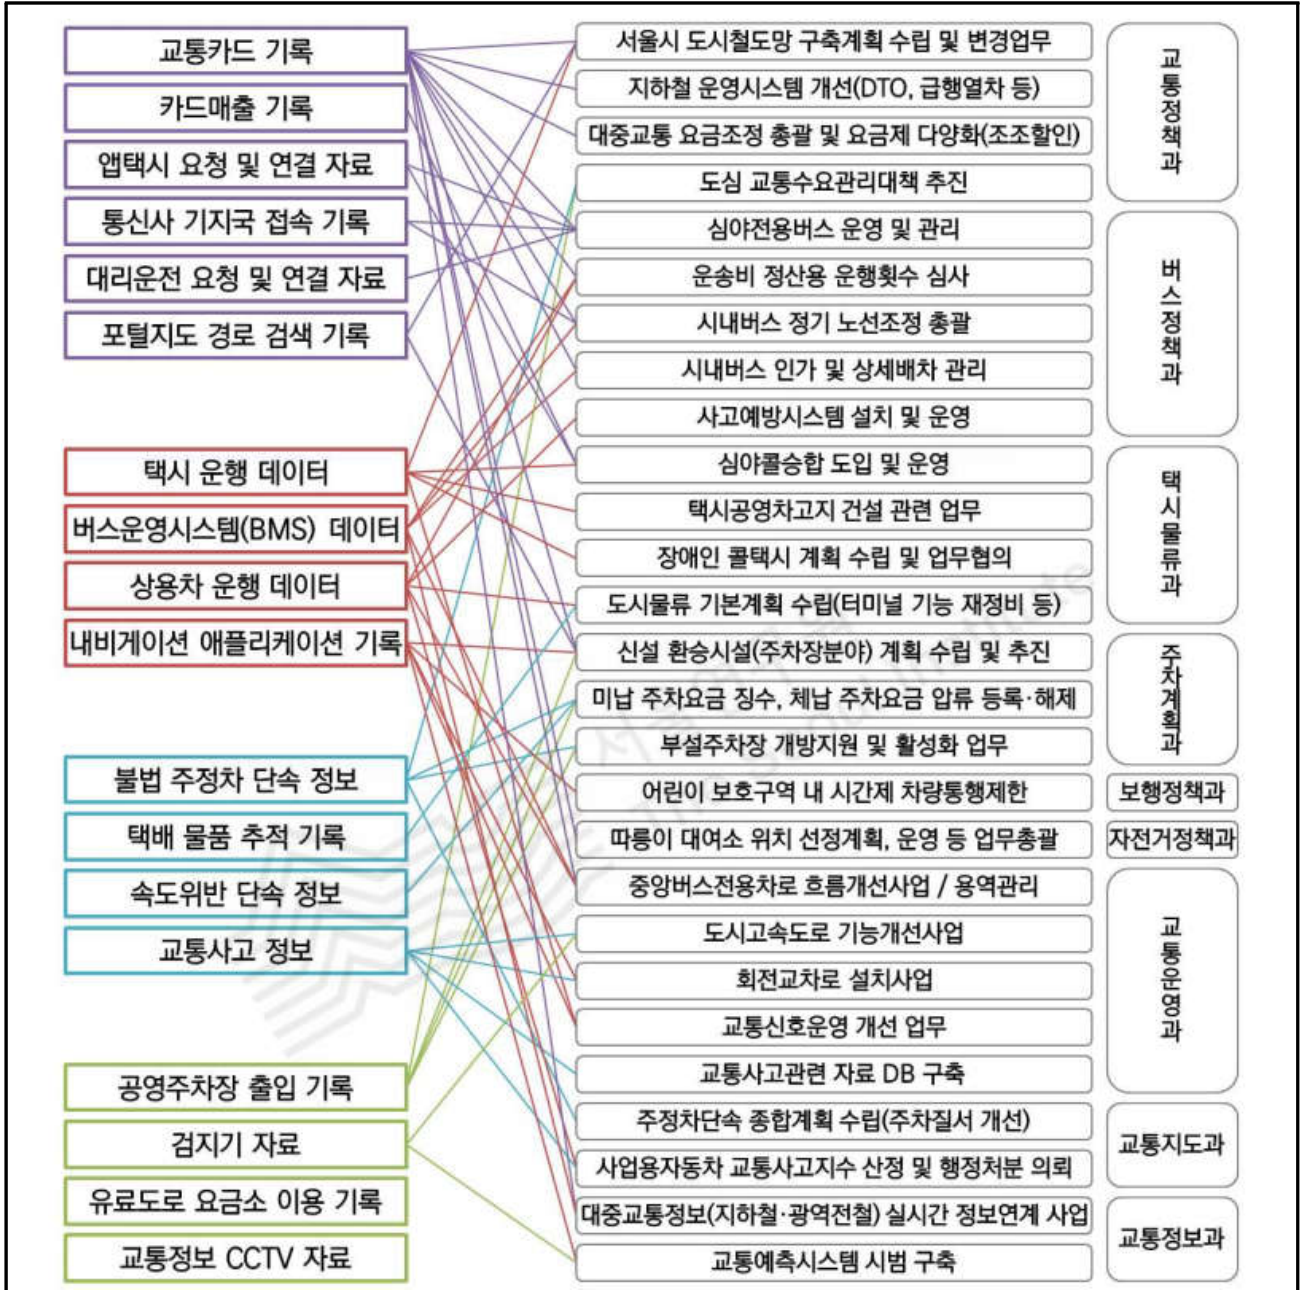 교통카드 기록
카드매출 기록
앱택시 요청 및 연결 자료
통신사 기지국 접속 기록
대리운전 요청 및 연결 자료
포털지도 경로 검색 기록
택시 운행 데이터
버스운영시스템(BMS) 데이터
상용차 운행 데이터
내비게이션 애플리케이션 기록
불법 주정차 단속 정보
택배 물품 추적 기록
속도위반 단속 정보
교통사고 정보
공영주차장 출입 기록
검지기 자료
유료도로 요금소 이용 기록
교통정보 CCTV 자료
서울시 도시철도망 구축계획 수립 및 변경업무
지하철 운영시스템 개선(DTO, 급행열차 등)
대중교통 요금조정 총괄 및 요금제 다양화(조조할인)
도심 교통수요관리대책 추진
심야전용버스 운영 및 관리
운송비 정산용 운행횟수 심사
시내버스 정기 노선조정 총괄
시내버스 인가 및 상세배차 관리
사고예방시스템 설치 및 운영
심야콜승합 도입 및 운영
택시공영차고지 건설 관련 업무
장애인 콜택시 계획 수립 및 업무협의
도시물류 기본계획 수립(터미널 기능 재정비 등)
신설 환승시설(주차장분야) 계획 수립 및 추진
미납 주차요금 징수, 체납 주차요금 압류 등록·해제
부설주차장 개방지원 및 활성화 업무
어린이 보호구역 내 시간제 차량통행제한
따릉이 대여소 위치 선정계획, 운영 등 업무총괄
중앙버스전용차로 흐름개선사업 / 용역관리
도시고속도로 기능개선사업
회전교차로 설치사업
교통신호운영 개선 업무
교통사고관련 자료 DB 구축
주정차단속 종합계획 수립(주차질서 개선)
사업용자동차 교통사고지수 산정 및 행정처분 의뢰
대중교통정보(지하철·광역전철) 실시간 정보연계 사업
교통예측시스템 시범 구축
교통정책과
버스정책과
택시물류과
주차계획과
보행정책과
자전거정책과
교통운영과
교통지도과
교통정보과